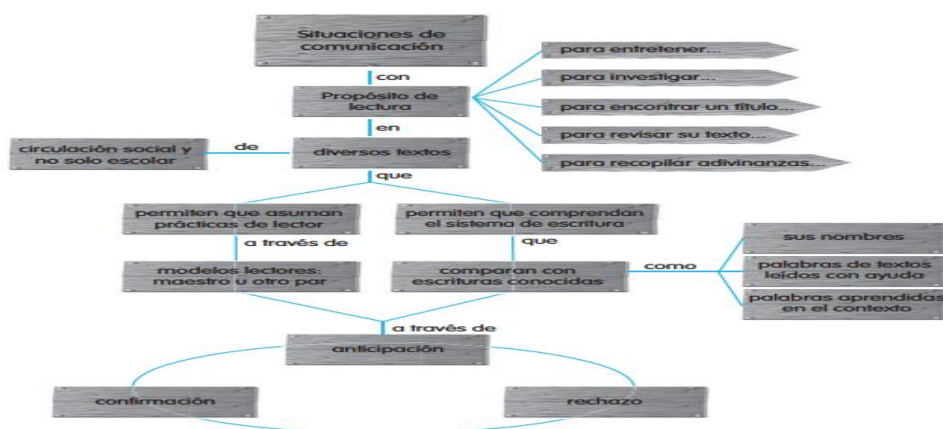 Situaciones de
comunicación
con
Propósito de
lectura
para entretener...
para investigar...
para encontrar un título...
para revisar su texto...
para recopilar adivinanzas...
en
circulación social y
no solo escolar
de
diversos textos
que
permiten que asuman
prácticas de lector
permiten que comprendan
el sistema de escritura
a través de
que
modelos lectores:
maestro u otro par
comparan con
escrituras conocidas
como
sus nombres
palabras de textos
leídos con ayuda
palabras aprendidas
en el contexto
a través de
anticipación
confirmación
rechazo